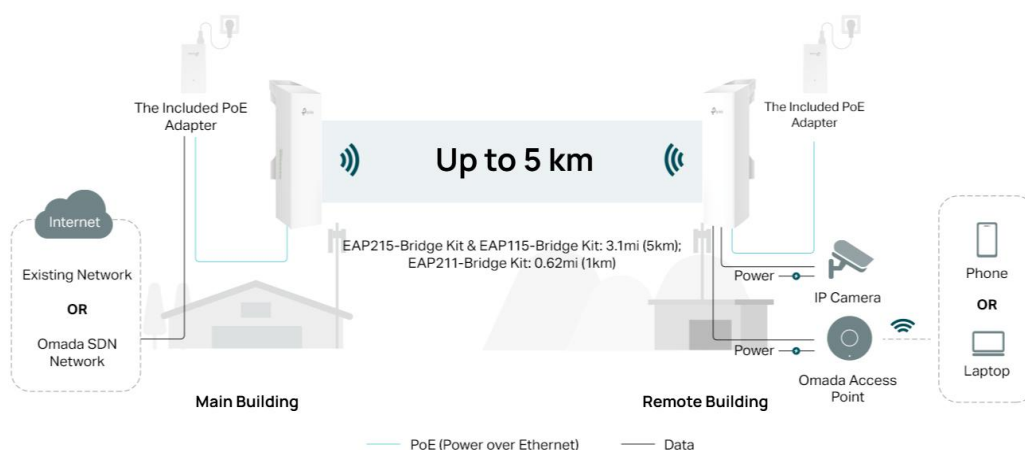 The Included PoE
Adapter
The Included PoE
Adapter
Up to 5 km
Internet
Existing Network
OR
Omada SDN
Network
EAP215-Bridge Kit & EAP115-Bridge Kit: 3.1mi (5km);
EAP211-Bridge Kit: 0.62mi (1km)
Power
IP Camera
Power
Omada Access
Point
Phone
OR
Laptop
Main Building
Remote Building
PoE (Power over Ethernet)
Data